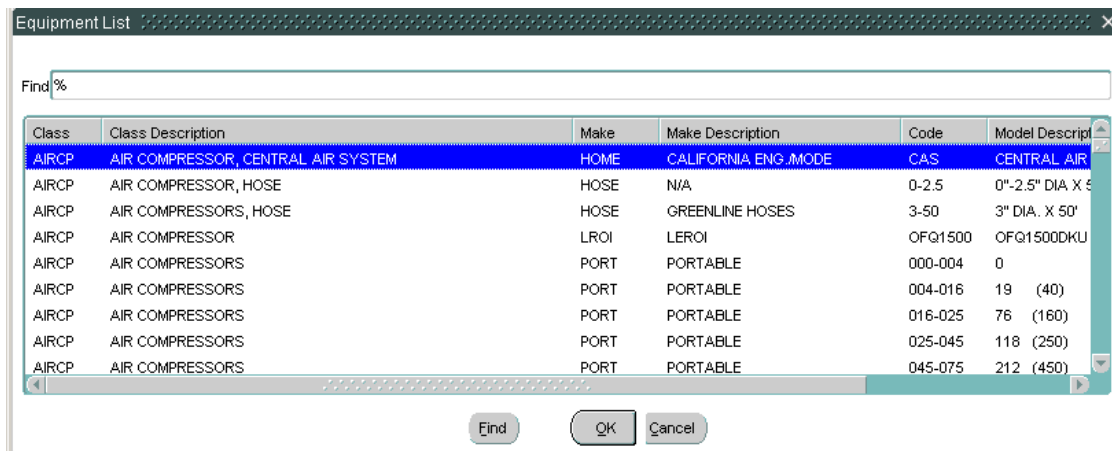 Equipment List
Find %
Class Class Description Make Make Description Code Model Descript
AIRCP AIR COMPRESSOR, CENTRAL AIR SYSTEM HOME CALIFORNIA ENG./MODE CAS CENTRAL AIR
AIRCP AIR COMPRESSOR, HOSE HOSE N/A 0-2.5 0"-2.5" DIA X 5
AIRCP AIR COMPRESSORS, HOSE HOSE GREENLINE HOSES 3-50 3" DIA. X 50'
AIRCP AIR COMPRESSOR LROI LEROI OFQ1500 OFQ1500DKU
AIRCP AIR COMPRESSORS PORT PORTABLE 000-004 0
AIRCP AIR COMPRESSORS PORT PORTABLE 004-016 19 (40)
AIRCP AIR COMPRESSORS PORT PORTABLE 016-025 76 (160)
AIRCP AIR COMPRESSORS PORT PORTABLE 025-045 118 (250)
AIRCP AIR COMPRESSORS PORT PORTABLE 045-075 212 (450)
Find OK Cancel